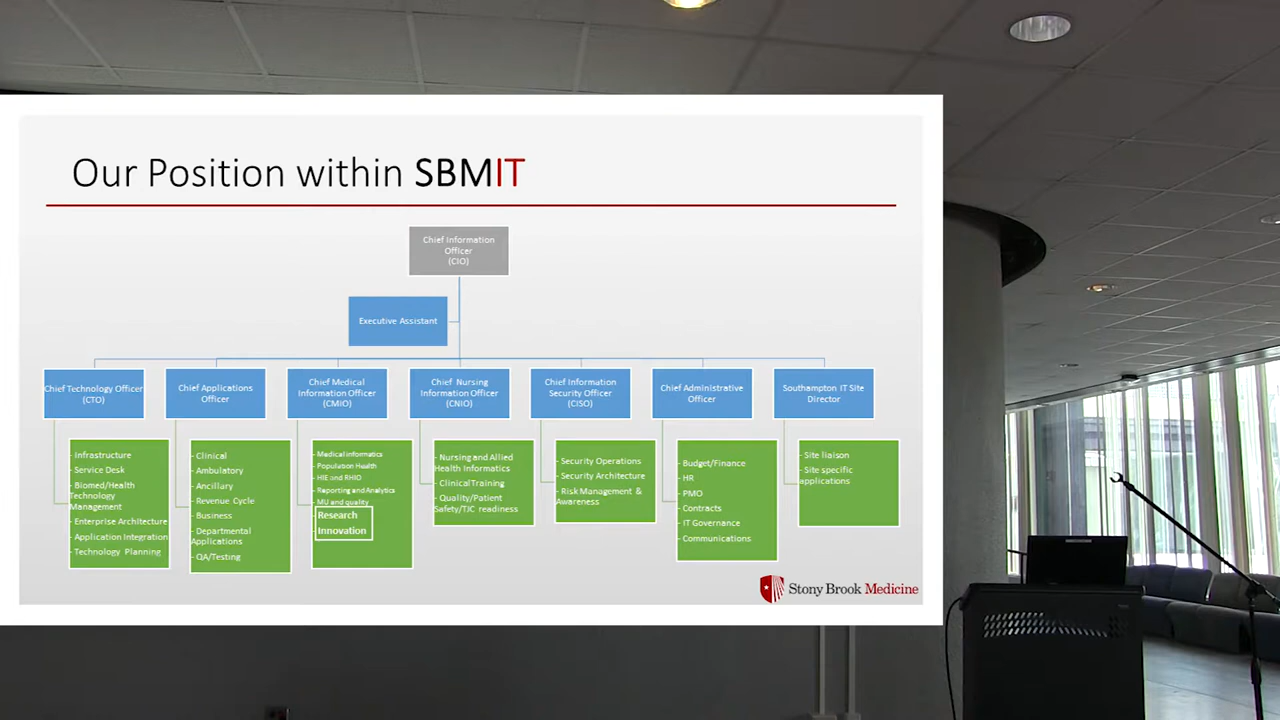 Our Position within SBMIT
Chief Information
Officer
(CIO)
Executive Assistant
Chief Technology Officer
(CTO)
Chief Applications
Officer
Chief Medical
Information Officer
(CMIO)
Chief Nursing
Information Officer
(CNIO)
Chief Information
Security Officer
(CISO)
Chief Administrative
Officer
Southampton IT Site
Director
- Infrastructure
- Service Desk
- Biomed/Health
Technology
Management
- Enterprise Architecture
- Application Integration
- Technology Planning
- Clinical
- Ambulatory
- Ancillary
- Revenue Cycle
- Business
- Departmental
Applications
- QA/Testing
- Medical Informatics
- Population Health
- HIE and RHIO
- Reporting and Analytics
- MU and quality
- Research
- Innovation
- Nursing and Allied
Health Informatics
- Clinical Training
- Quality/Patient
Safety/TJC readiness
- Security Operations
- Security Architecture
- Risk Management &
Awareness
- Budget/Finance
- HR
- PMO
- Contracts
- IT Governance
- Communications
- Site liaison
- Site specific
applications
Stony Brook Medicine